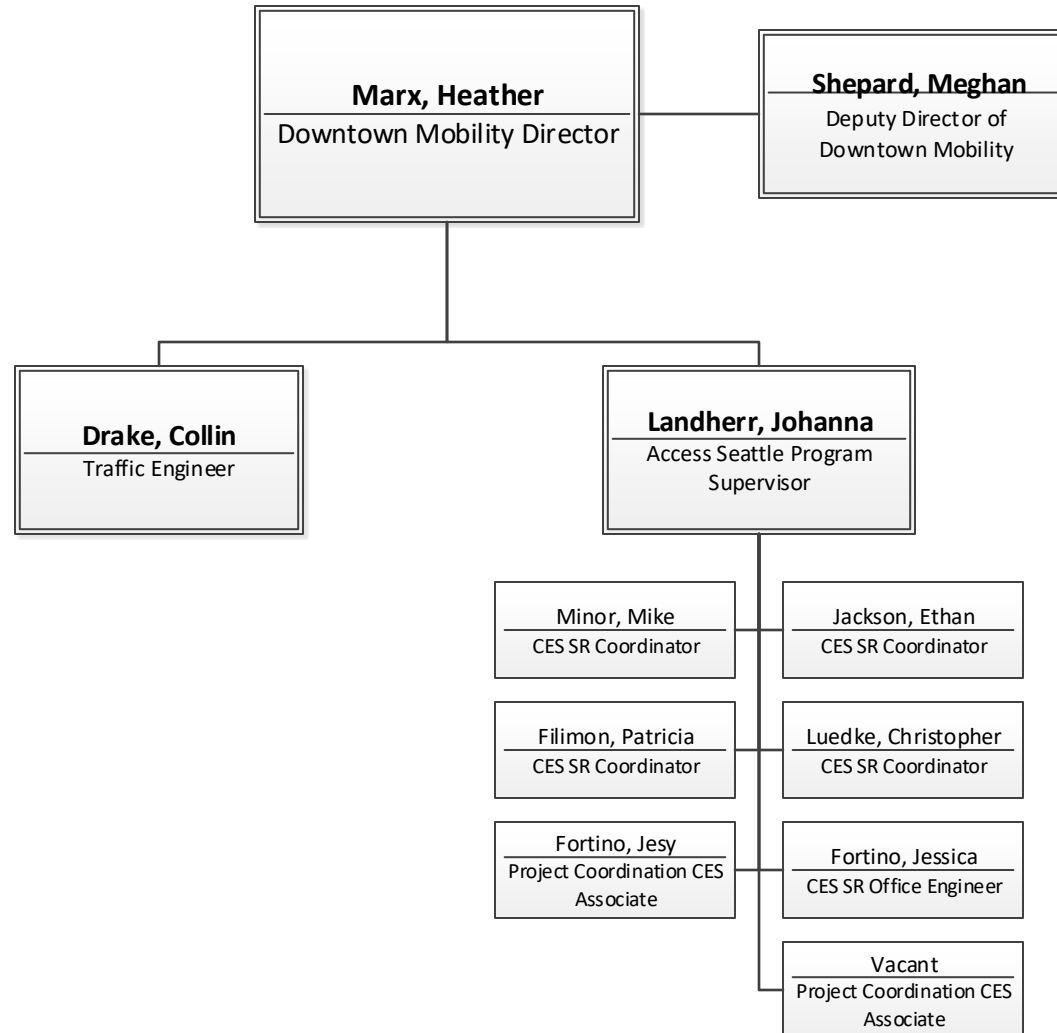 Marx, Heather
Downtown Mobility Director
Shepard, Meghan
Deputy Director of
Downtown Mobility
Drake, Collin
Traffic Engineer
Landherr, Johanna
Access Seattle Program
Supervisor
Minor, Mike
CES SR Coordinator
Jackson, Ethan
CES SR Coordinator
Filimon, Patricia
CES SR Coordinator
Luedke, Christopher
CES SR Coordinator
Fortino, Jesy
Project Coordination CES
Associate
Fortino, Jessica
CES SR Office Engineer
Vacant
Project Coordination CES
Associate